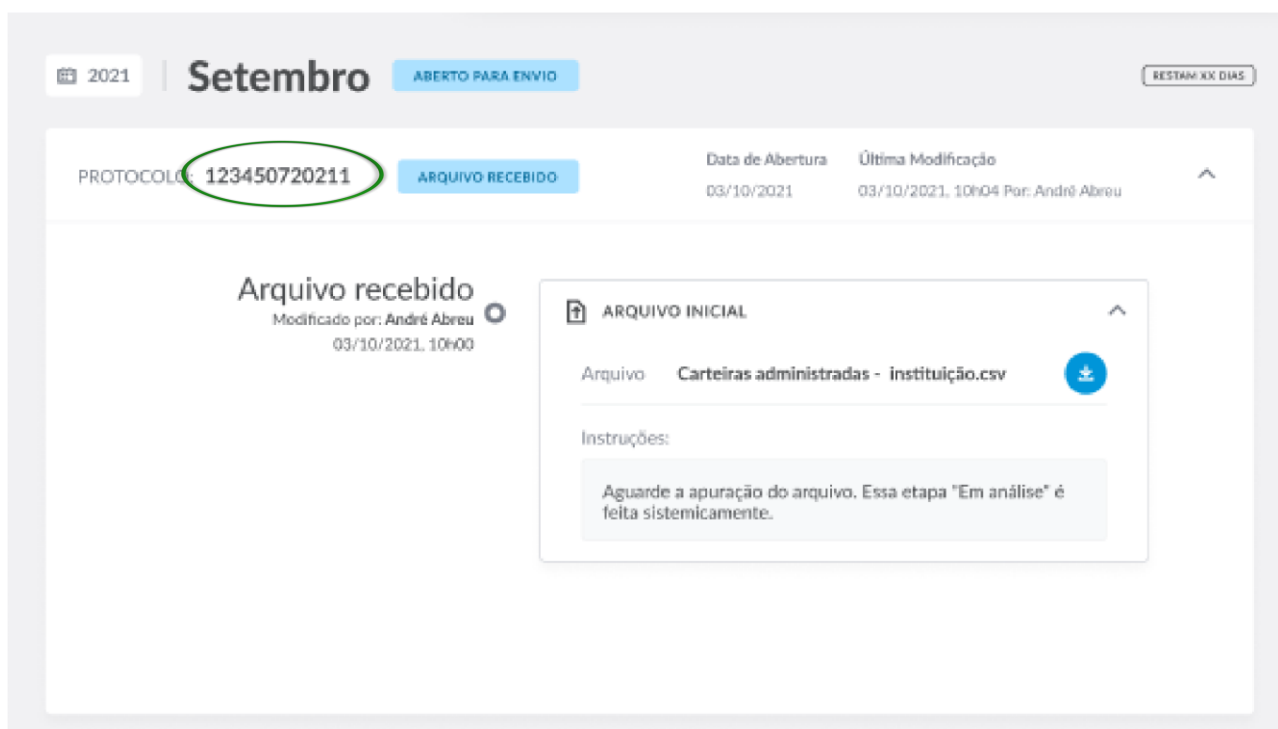 2021 Setembro ABERTO PARA ENVIO RESTAM XX DIAS
Data de Abertura Última Modificação
PROTOCOLO: 123450720211 ARQUIVO RECEBIDO
03/10/2021 03/10/2021, 10h04 Por: André Abreu
Arquivo recebido
Modificado por: André Abreu
03/10/2021, 10h00
ARQUIVO INICIAL
Arquivo Carteiras administradas - instituição.csv
Instruções:
Aguarde a apuração do arquivo. Essa etapa "Em análise" é
feita sistemicamente.